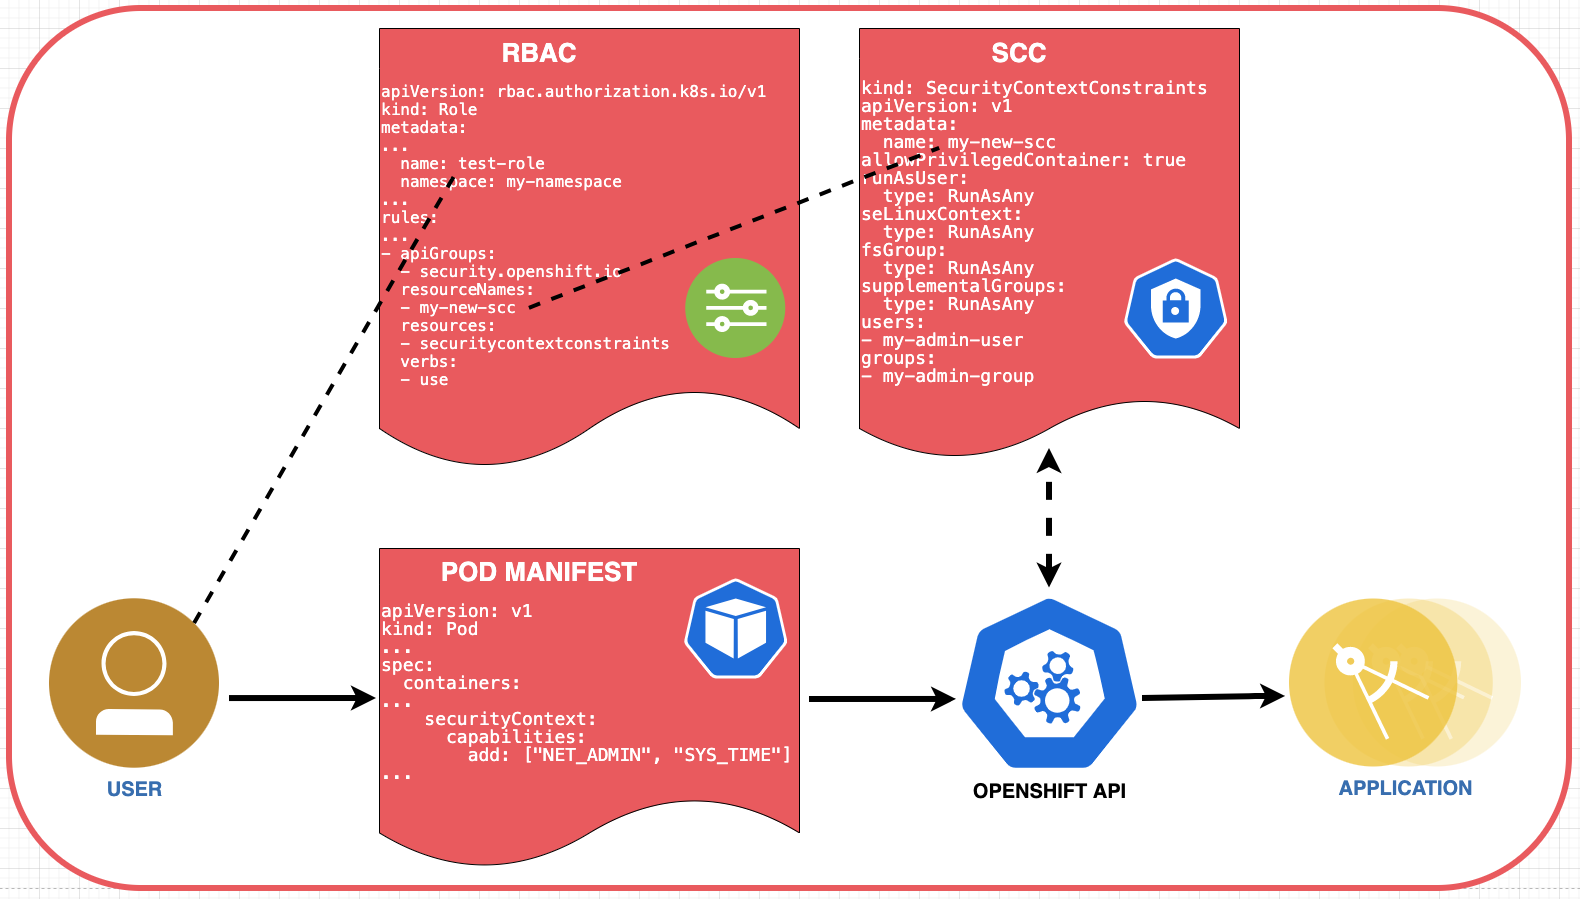 RBAC
apiVersion: rbac.authorization.k8s.io/v1
kind: Role
metadata:
...
  name: test-role
  namespace: my-namespace
...
rules:
...
- apiGroups:
  - security.openshift.io
  resourceNames:
  - my-new-scc
  resources:
  - securitycontextconstraints
  verbs:
  - use
SCC
kind: SecurityContextConstraints
apiVersion: v1
metadata:
  name: my-new-scc
allowPrivilegedContainer: true
runAsUser:
  type: RunAsAny
seLinuxContext:
  type: RunAsAny
fsGroup:
  type: RunAsAny
supplementalGroups:
  type: RunAsAny
users:
- my-admin-user
groups:
- my-admin-group
POD MANIFEST
apiVersion: v1
kind: Pod
...
spec:
  containers:
...
    securityContext:
      capabilities:
        add: ["NET_ADMIN", "SYS_TIME"]
...
USER
OPENSHIFT API
APPLICATION